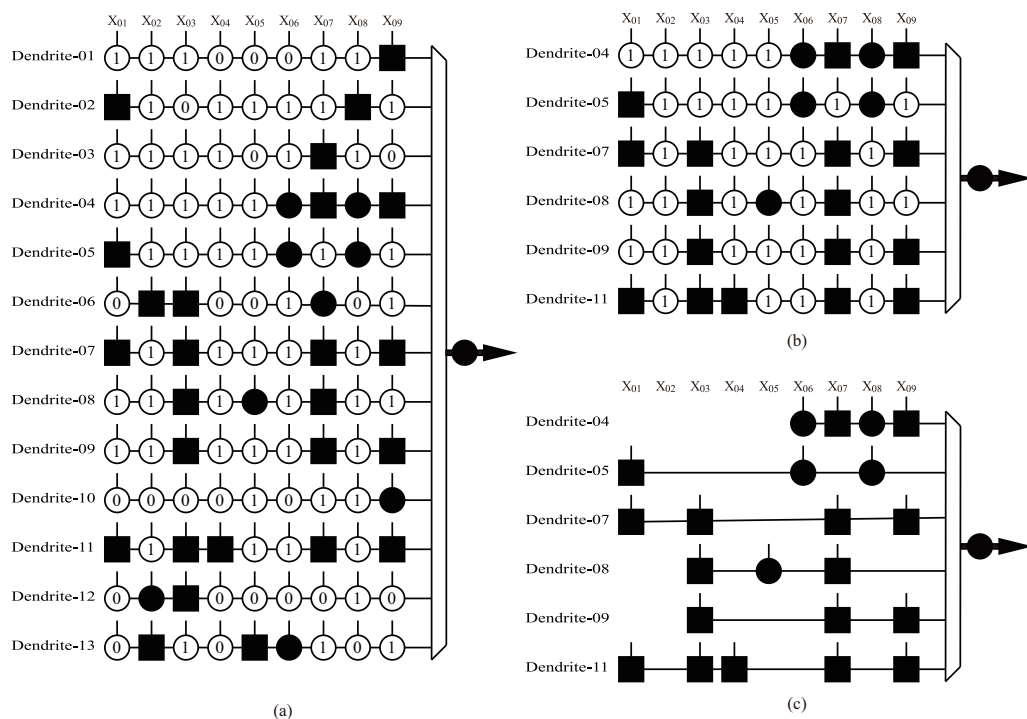 X01 X02 X03 X04 X05 X06 X07 X08 X09
Dendrite-01 1 1 1 0 0 0 1 1
Dendrite-02 1 0 1 1 1 1 1
Dendrite-03 1 1 1 1 0 1 1 0
Dendrite-04 1 1 1 1 1
Dendrite-05 1 1 1 1 1 1
Dendrite-06 0 0 0 1 0 1
Dendrite-07 1 1 1 1 1
Dendrite-08 1 1 1 1 1 1
Dendrite-09 1 1 1 1 1 1
Dendrite-10 0 0 0 0 1 0 1 1
Dendrite-11 1 1 1 1
Dendrite-12 0 0 0 0 0 1 0
Dendrite-13 0 1 0 1 0 1
(a)
X01 X02 X03 X04 X05 X06 X07 X08 X09
Dendrite-04 1 1 1 1 1
Dendrite-05 1 1 1 1 1 1
Dendrite-07 1 1 1 1 1
Dendrite-08 1 1 1 1 1 1
Dendrite-09 1 1 1 1 1 1
Dendrite-11 1 1 1 1
(b)
X01 X02 X03 X04 X05 X06 X07 X08 X09
Dendrite-04
Dendrite-05
Dendrite-07
Dendrite-08
Dendrite-09
Dendrite-11
(c)